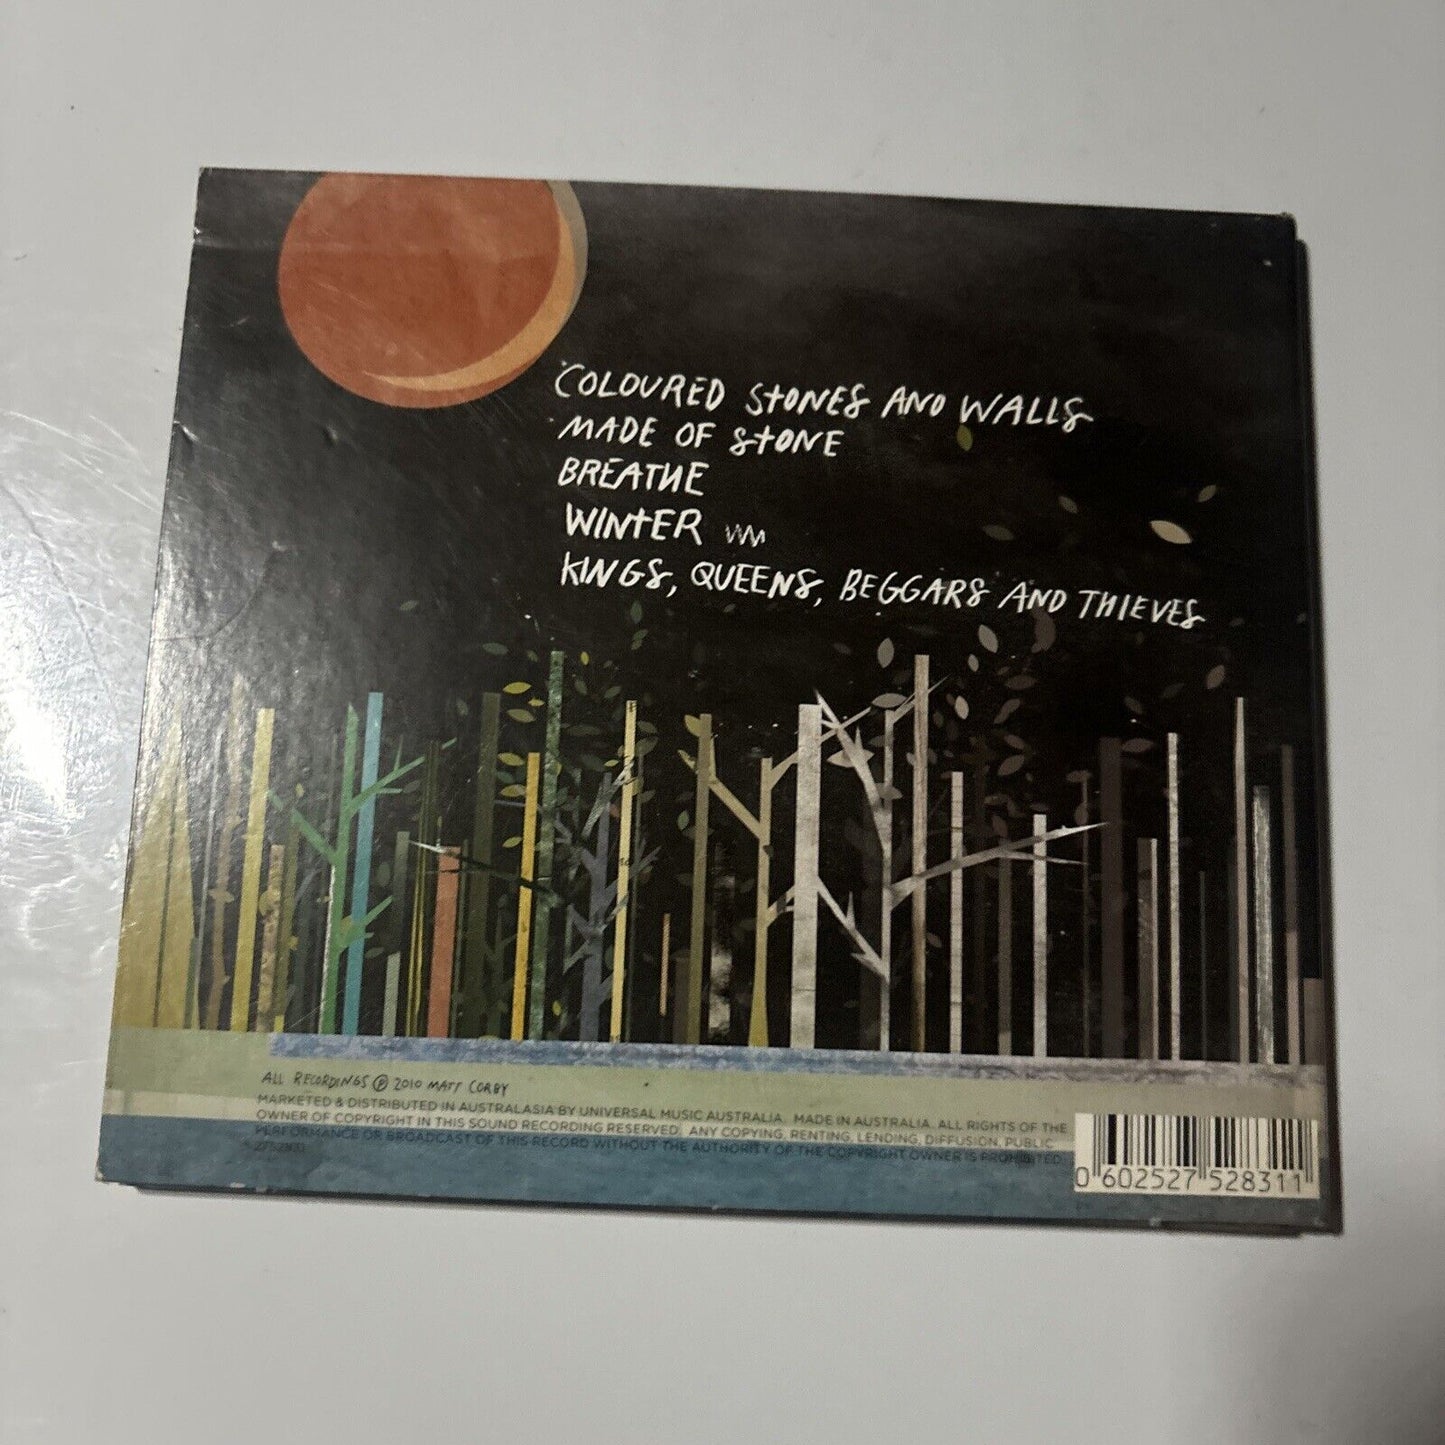 COLOURED STONES AND WALLS
MADE OF STONE
BREATHE
WINTER
KINGS, QUEENS, BEGGARS AND THIEVES
ALL RECORDINGS ℗ 2010 MATT CORBY
MARKETED & DISTRIBUTED IN AUSTRALASIA BY UNIVERSAL MUSIC AUSTRALIA. MADE IN AUSTRALIA. ALL RIGHTS OF THE
OWNER OF COPYRIGHT IN THIS SOUND RECORDING RESERVED. ANY COPYING, RENTING, LENDING, DIFFUSION, PUBLIC
PERFORMANCE OR BROADCAST OF THIS RECORD WITHOUT THE AUTHORITY OF THE COPYRIGHT OWNER IS PROHIBITED.
2752831
0 602527 528311